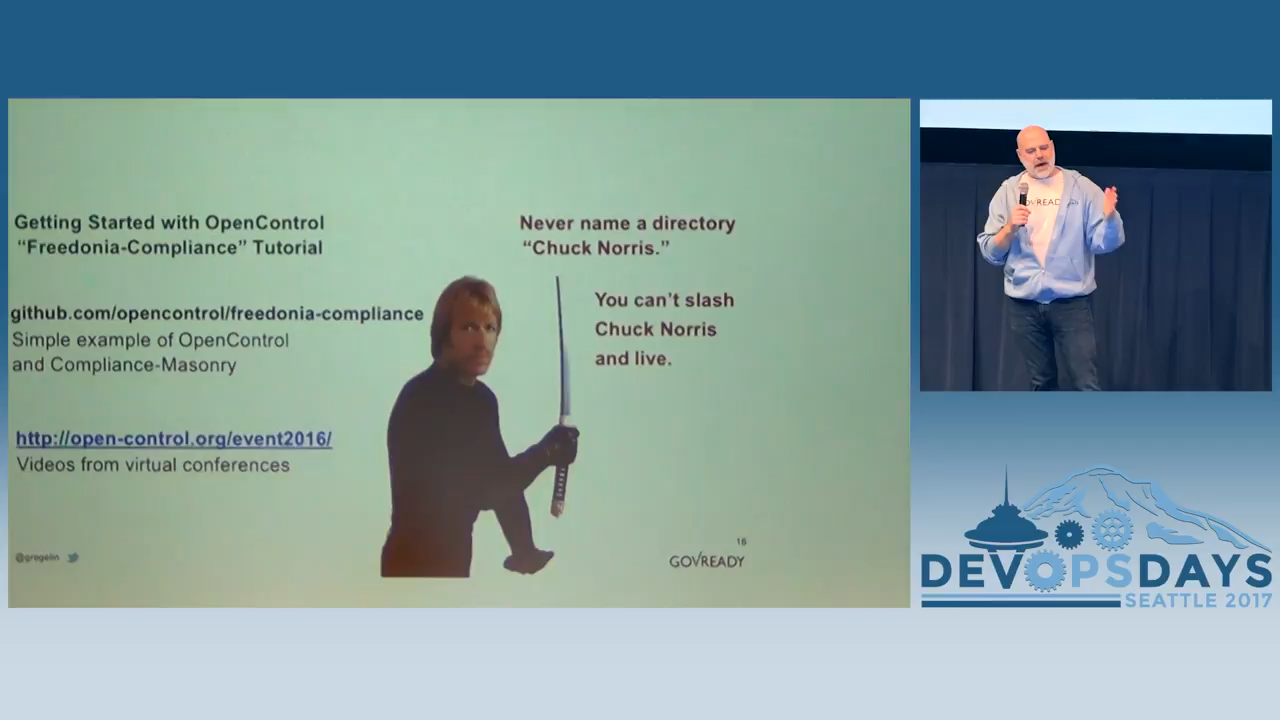 Getting Started with OpenControl
“Freedonia-Compliance” Tutorial
github.com/opencontrol/freedonia-compliance
Simple example of OpenControl
and Compliance-Masonry
http://open-control.org/event2016/
Videos from virtual conferences
@gregelin
Never name a directory
“Chuck Norris.”
You can’t slash
Chuck Norris
and live.
16
GOVREADY
GOVREADY
DEVOPSDAYS
SEATTLE 2017